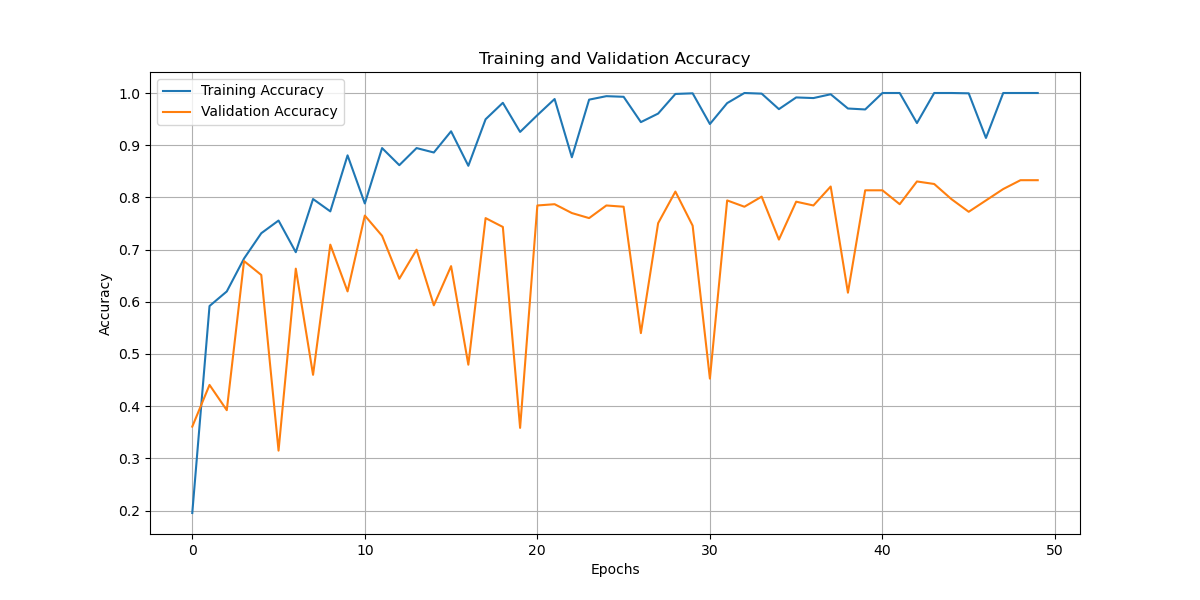 Training and Validation Accuracy
Training Accuracy
Validation Accuracy
1.0
0.9
0.8
0.7
0.6
0.5
0.4
0.3
0.2
Accuracy
0 10 20 30 40 50
Epochs